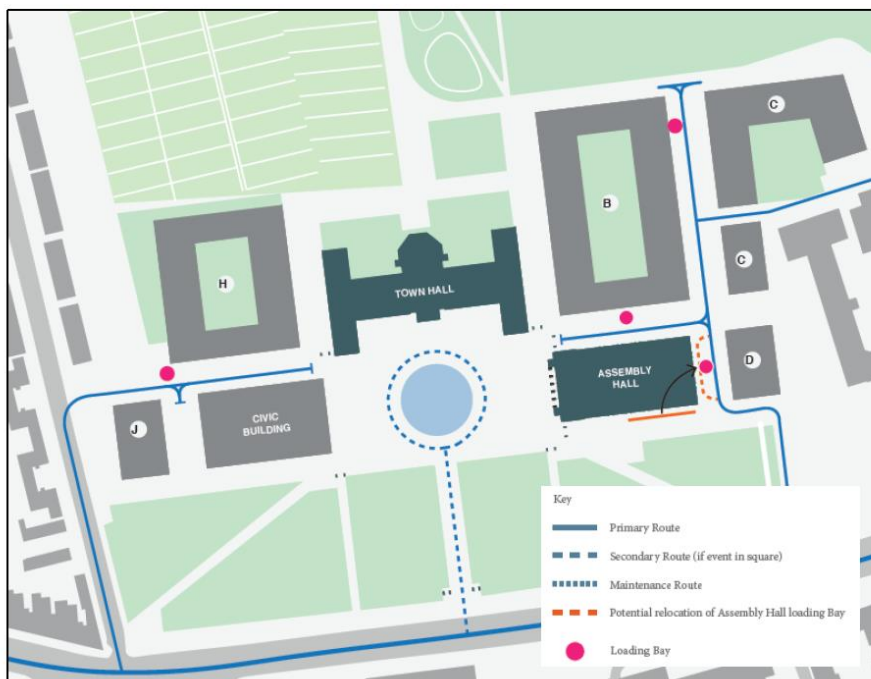 C
B
C
H
TOWN HALL
D
ASSEMBLY
HALL
J
CIVIC
BUILDING
Key
Primary Route
Secondary Route (if event in square)
Maintenance Route
Potential relocation of Assembly Hall loading Bay
Loading Bay